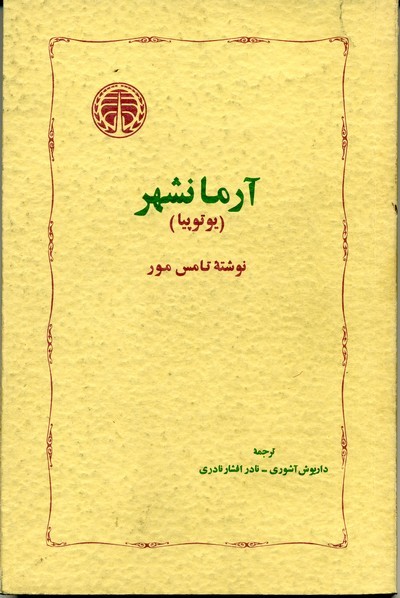 آرمانشهر
(یوتوپیا)
نوشتهٔ تامس مور
ترجمهٔ
داریوش آشوری - نادر افشار نادری